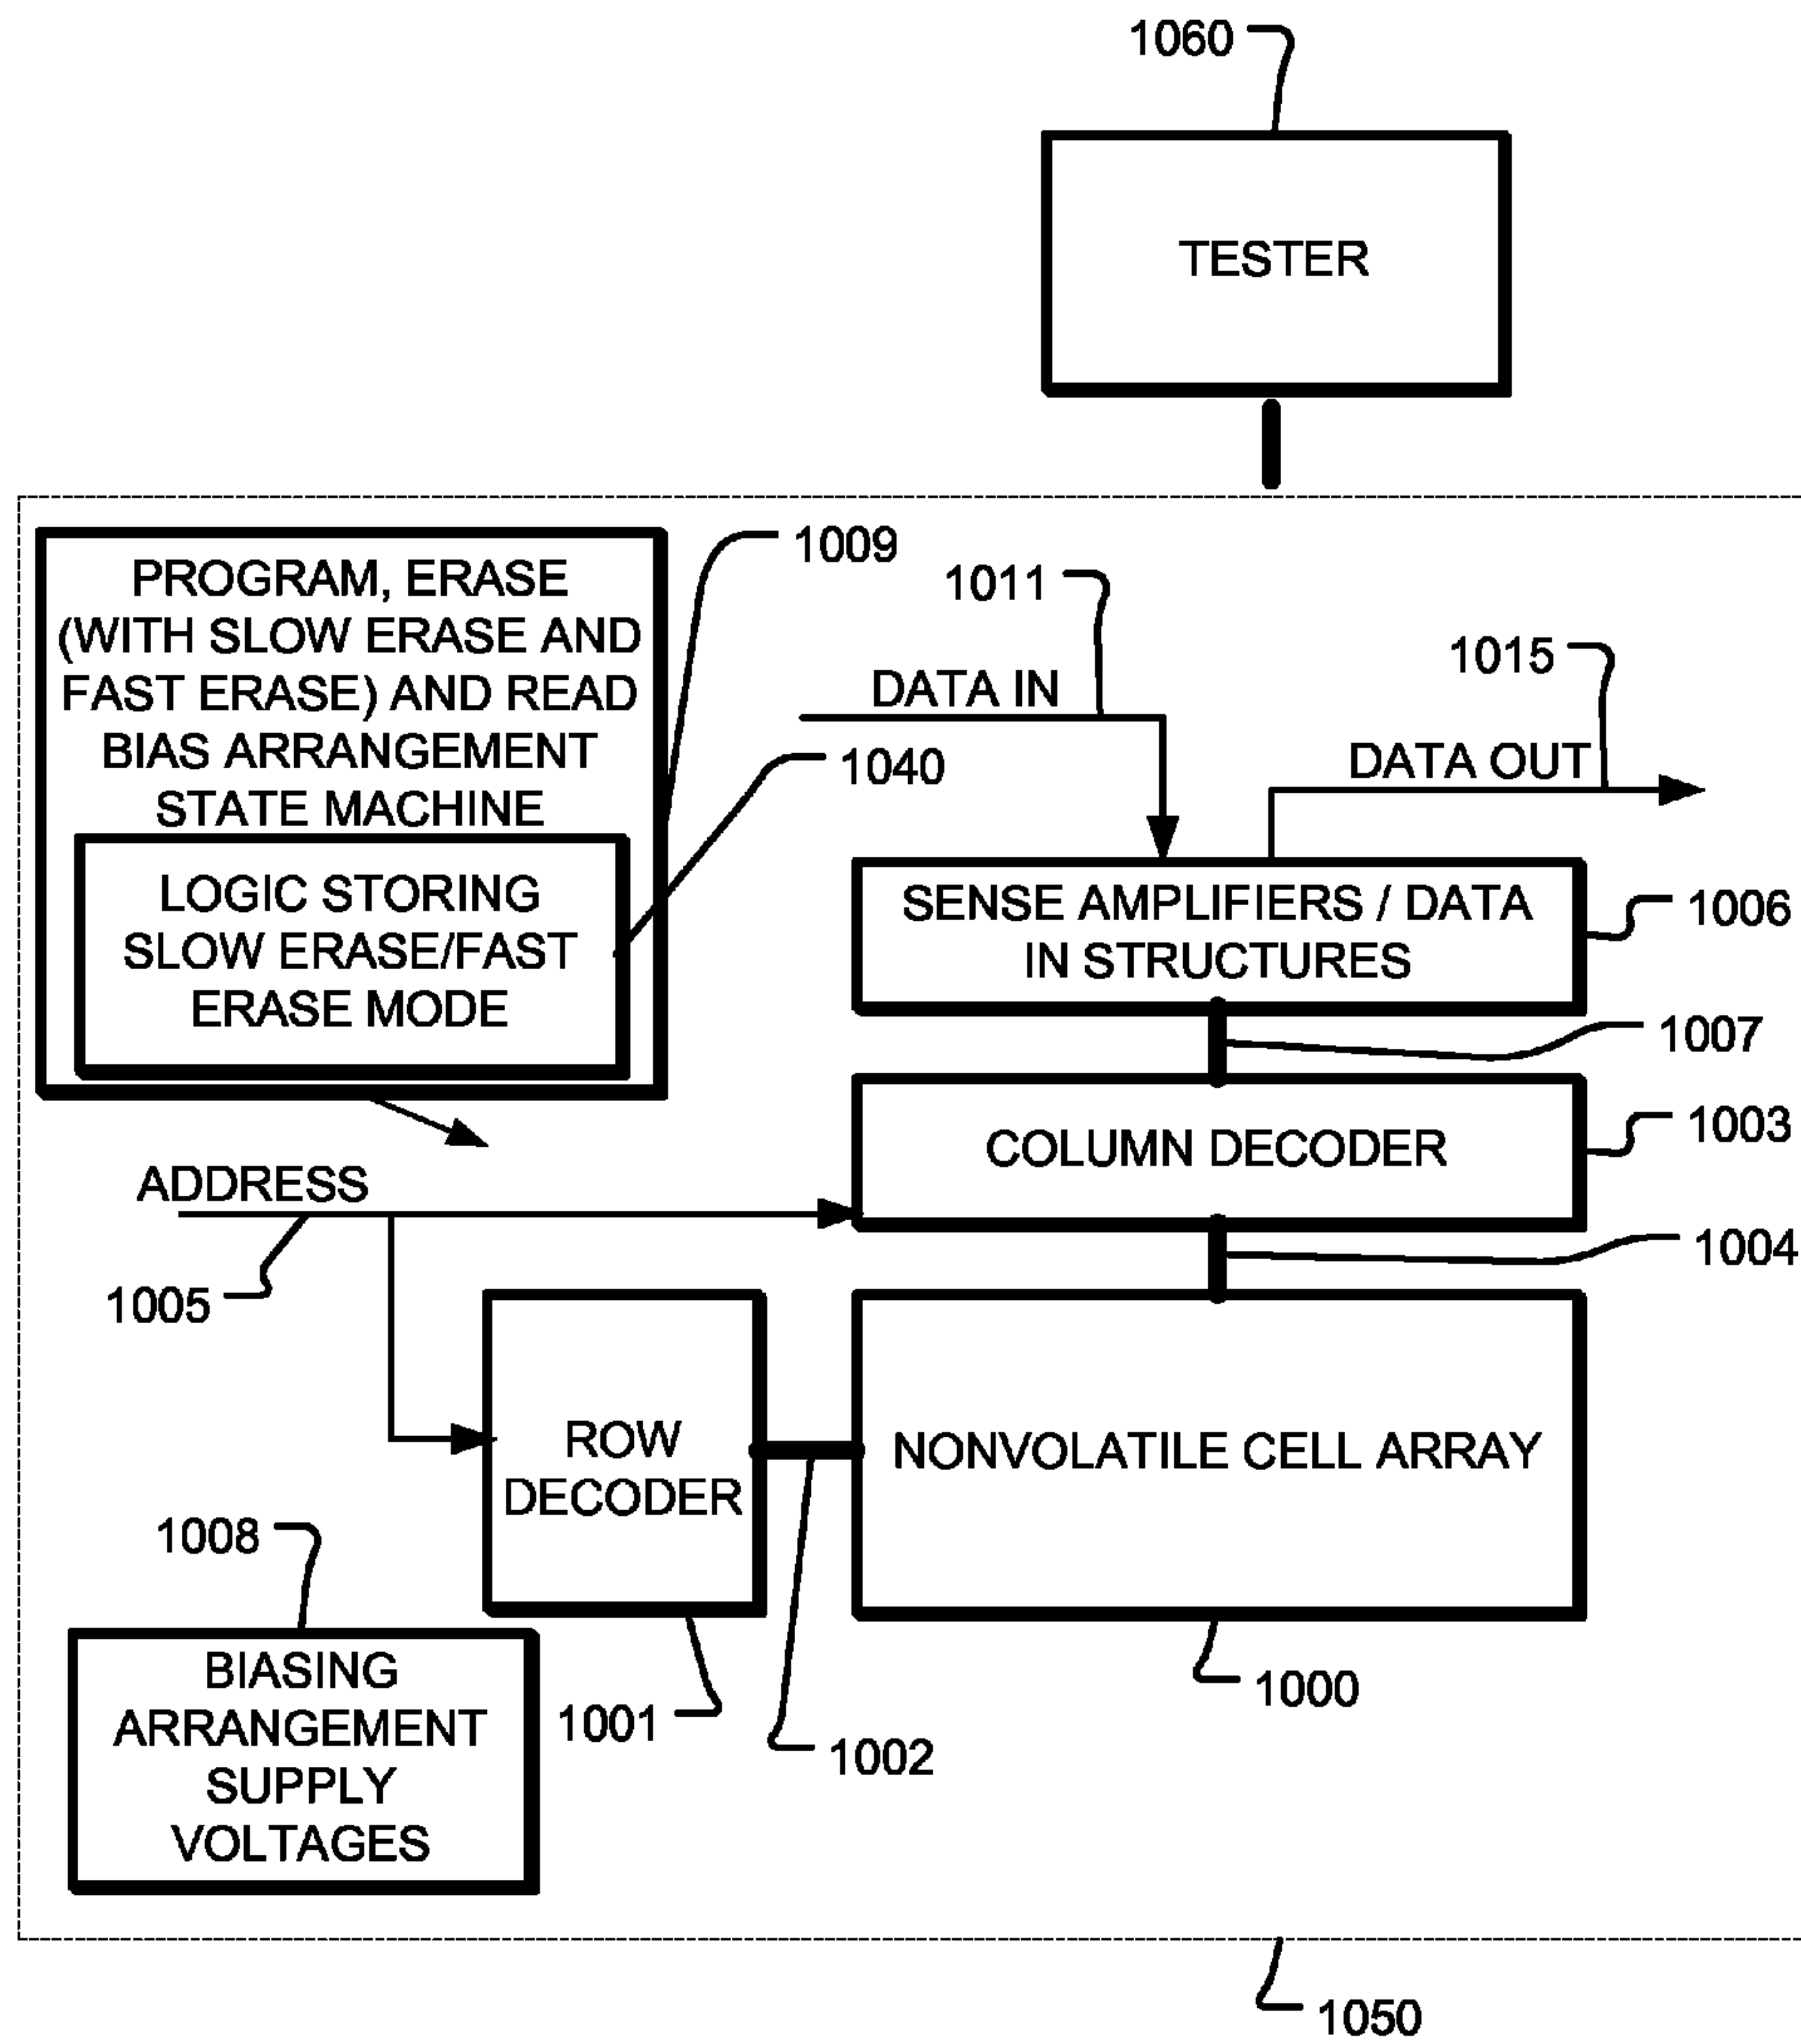 1060
TESTER
PROGRAM, ERASE
(WITH SLOW ERASE AND
FAST ERASE) AND READ
BIAS ARRANGEMENT
STATE MACHINE
1009
1011
DATA IN
1015
DATA OUT
1040
LOGIC STORING
SLOW ERASE/FAST
ERASE MODE
SENSE AMPLIFIERS / DATA
IN STRUCTURES
1006
1007
COLUMN DECODER
1003
ADDRESS
1005
1004
ROW
DECODER
NONVOLATILE CELL ARRAY
1008
BIASING
ARRANGEMENT
SUPPLY
VOLTAGES
1001
1002
1000
1050